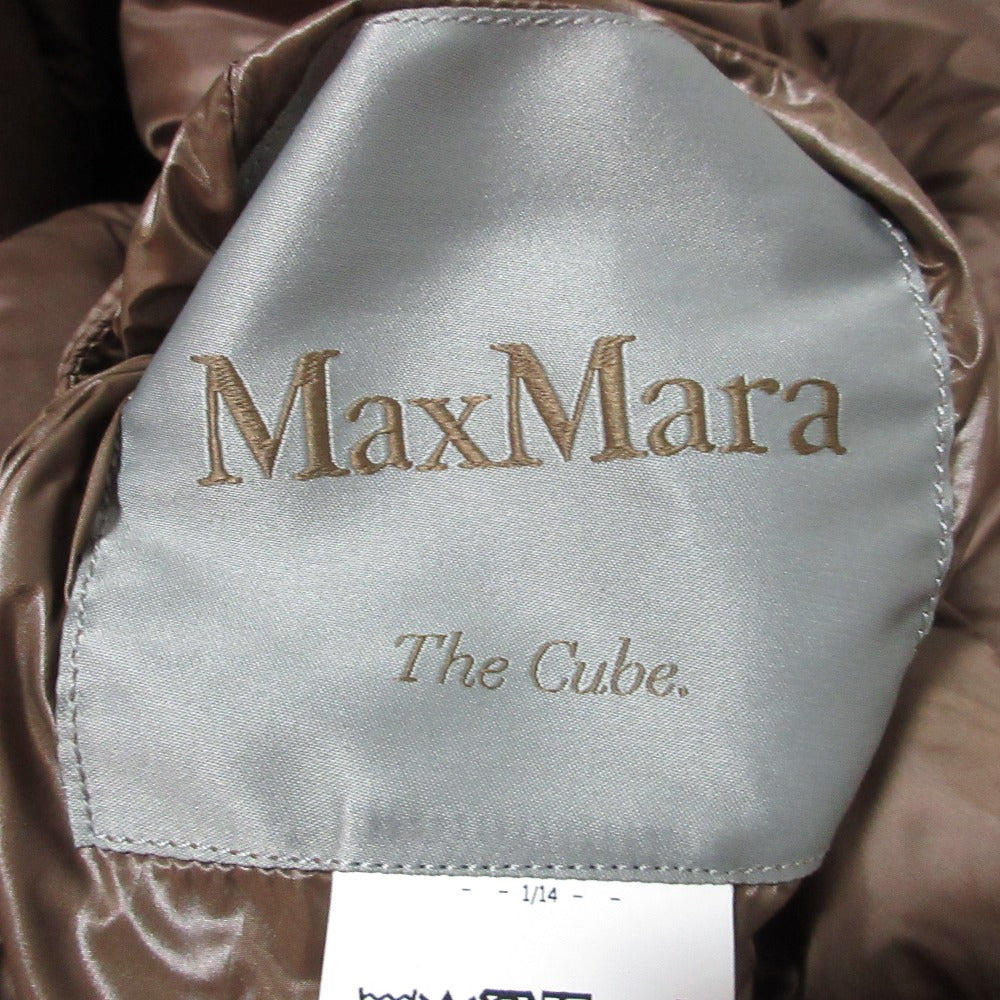 MaxMara
The Cube.
- - 1/14 - -